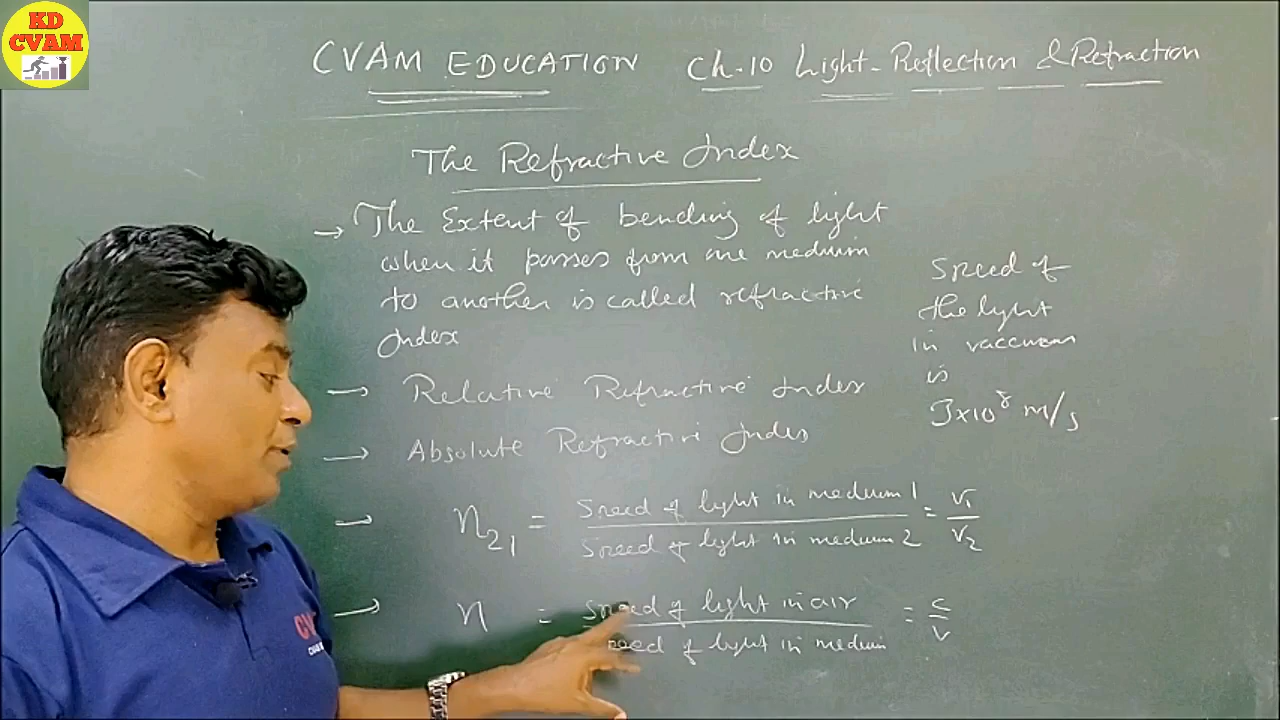 KD
CVAM
CVAM EDUCATION Ch-10 Light-Reflection & Refraction
The Refractive Index
→ The Extent of bending of light
when it passes from one medium
to another is called refractive
Index
→ Relative Refractive Index
→ Absolute Refractive Index
→ n21 = Speed of light in medium 1 / Speed of light in medium 2 = v1/v2
→ n = Speed of light in air / Speed of light in medium = c/v
Speed of
the light
in vaccuum
is
3×10⁸ m/s